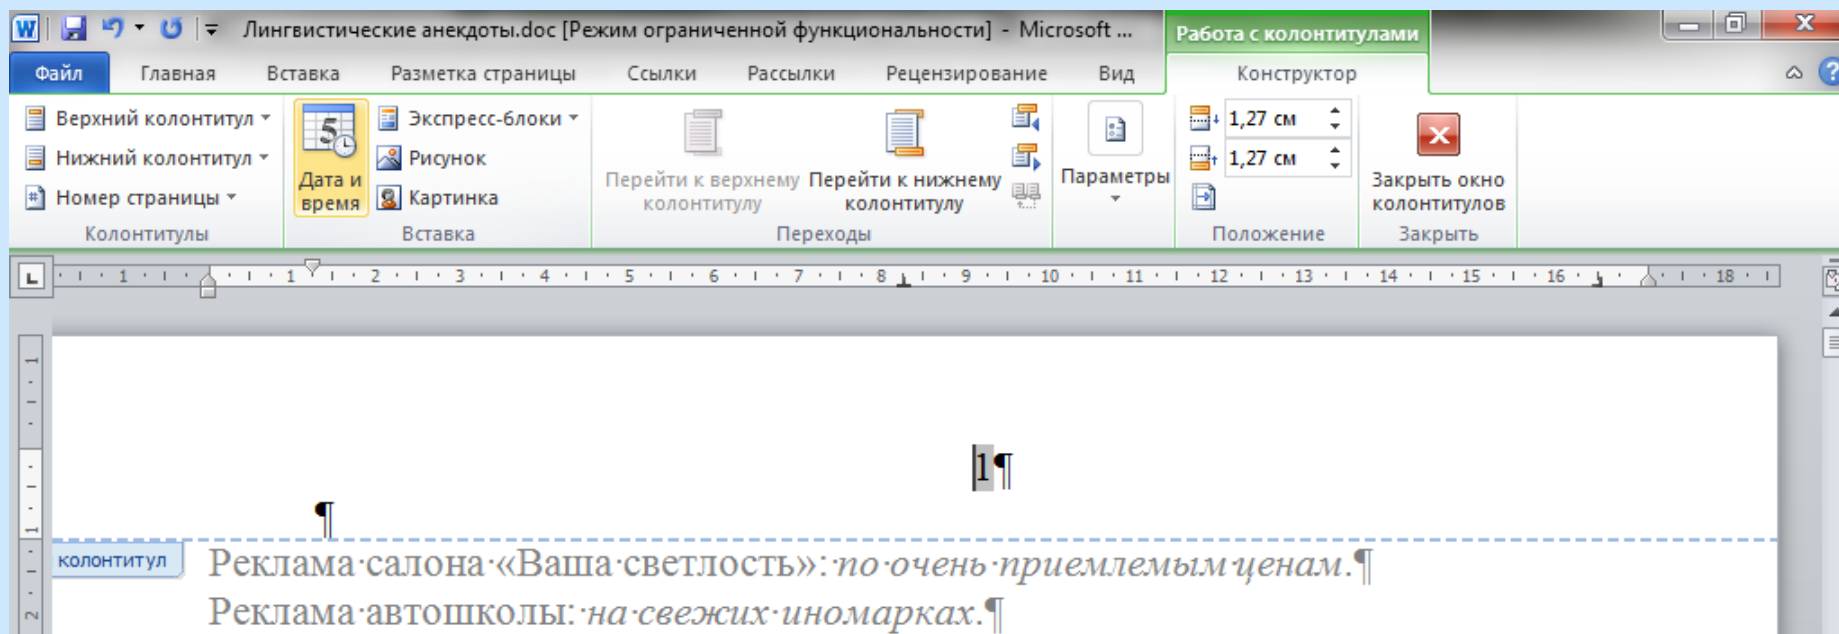 Лингвистические анекдоты.doc [Режим ограниченной функциональности] - Microsoft ...
Работа с колонтитулами
Файл Главная Вставка Разметка страницы Ссылки Рассылки Рецензирование Вид Конструктор
Верхний колонтитул
Нижний колонтитул
Номер страницы
Колонтитулы
5
Дата и
время
Экспресс-блоки
Рисунок
Картинка
Вставка
Перейти к верхнему
колонтитулу
Перейти к нижнему
колонтитулу
Переходы
Параметры
1,27 см
1,27 см
Положение
Закрыть окно
колонтитулов
Закрыть
1 1 2 3 4 5 6 7 8 9 10 11 12 13 14 15 16 18
1¶
¶
колонтитул
Реклама·салона·«Ваша·светлость»:·по·очень·приемлемым·ценам.¶
Реклама·автошколы:·на·свежих·иномарках.¶